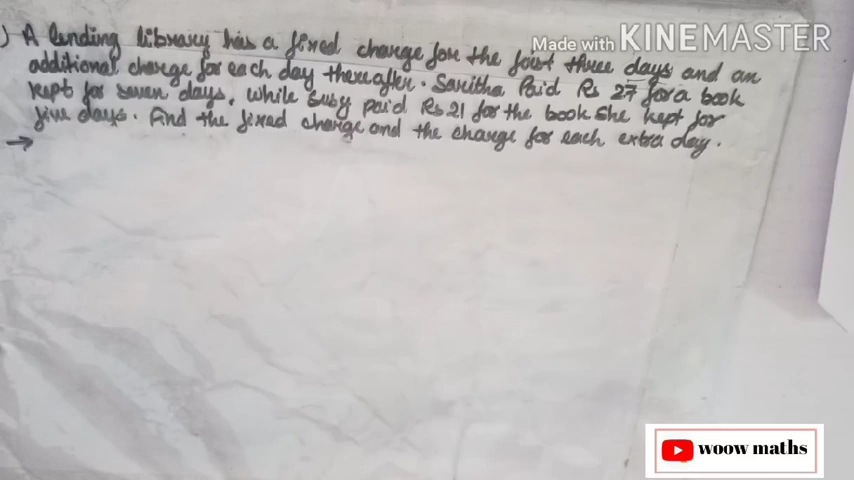 Made with KINEMASTER
) A lending library has a fixed charge for the first three days and an
additional charge for each day thereafter. Saritha Paid Rs 27 for a book
kept for seven days, while susy paid Rs 21 for the book she kept for
five days. Find the fixed charge and the charge for each extra day.
→
woow maths